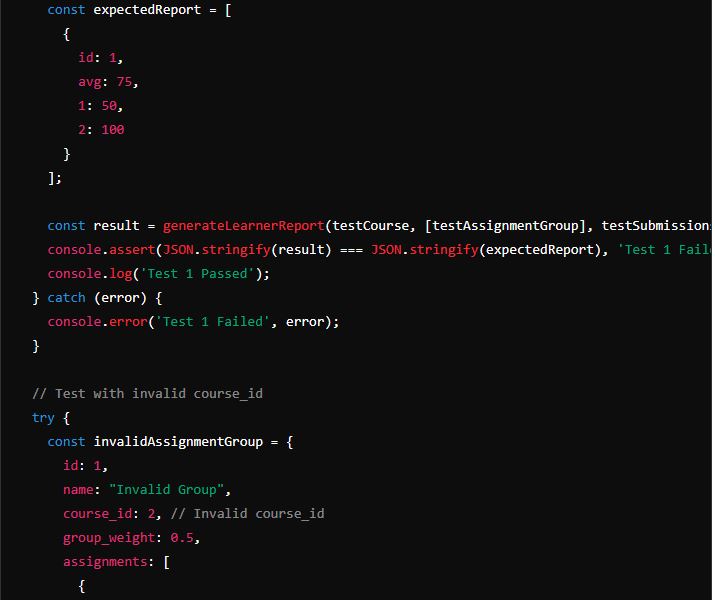 const expectedReport = [
{
id: 1,
avg: 75,
1: 50,
2: 100
}
];
const result = generateLearnerReport(testCourse, [testAssignmentGroup], testSubmission
console.assert(JSON.stringify(result) === JSON.stringify(expectedReport), 'Test 1 Fail
console.log('Test 1 Passed');
} catch (error) {
console.error('Test 1 Failed', error);
}
// Test with invalid course_id
try {
const invalidAssignmentGroup = {
id: 1,
name: "Invalid Group",
course_id: 2, // Invalid course_id
group_weight: 0.5,
assignments: [
{